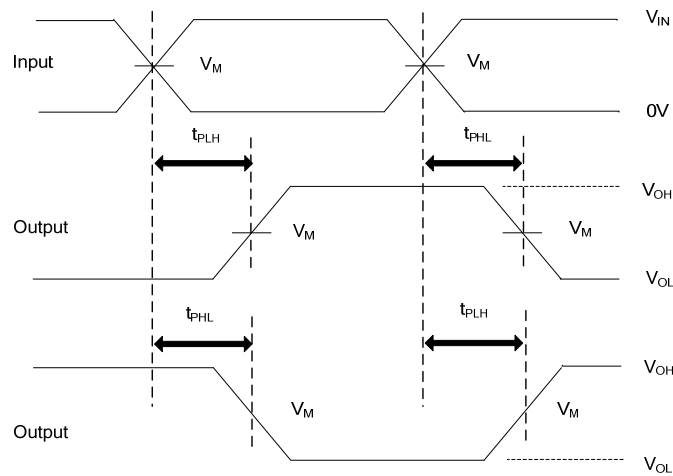 V_IN
Input
V_M
V_M
0V
t_PLH
t_PHL
V_OH
Output
V_M
V_M
V_OL
t_PHL
t_PLH
V_OH
V_M
V_M
Output
V_OL